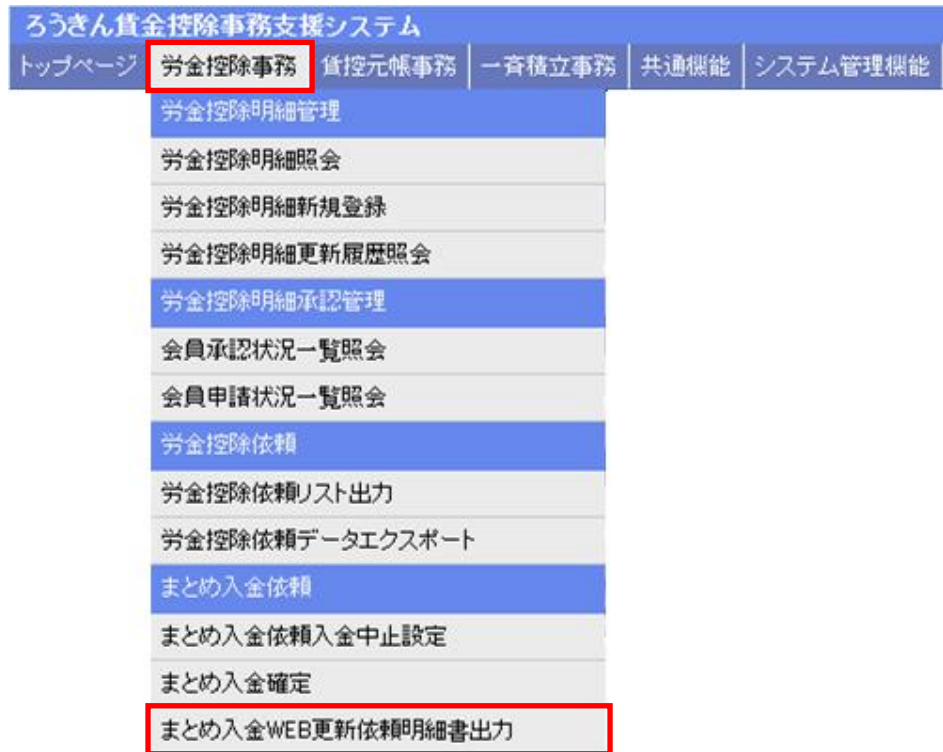 ろうきん賃金控除事務支援システム
トップページ 労金控除事務 賃控元帳事務 一斉積立事務 共通機能 システム管理機能
労金控除明細管理
労金控除明細照会
労金控除明細新規登録
労金控除明細更新履歴照会
労金控除明細承認管理
会員承認状況一覧照会
会員申請状況一覧照会
労金控除依頼
労金控除依頼リスト出力
労金控除依頼データエクスポート
まとめ入金依頼
まとめ入金依頼入金中止設定
まとめ入金確定
まとめ入金WEB更新依頼明細書出力